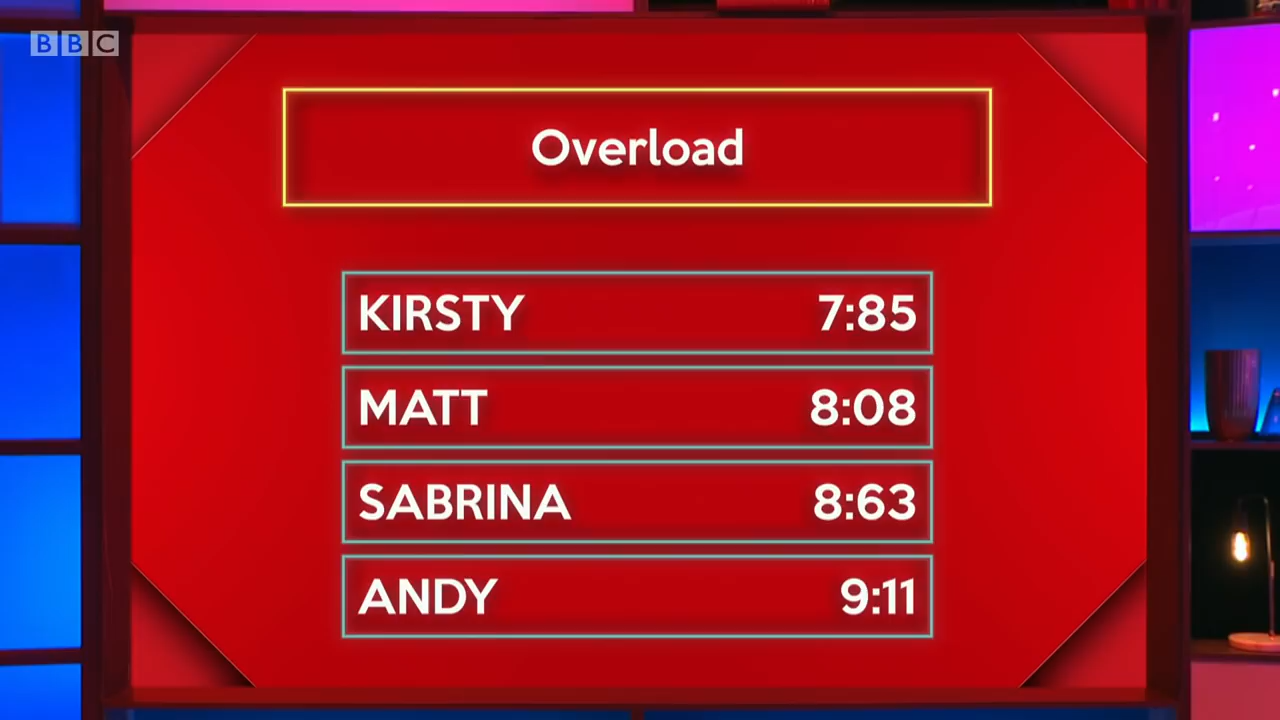 BBC
Overload
KIRSTY 7:85
MATT 8:08
SABRINA 8:63
ANDY 9:11